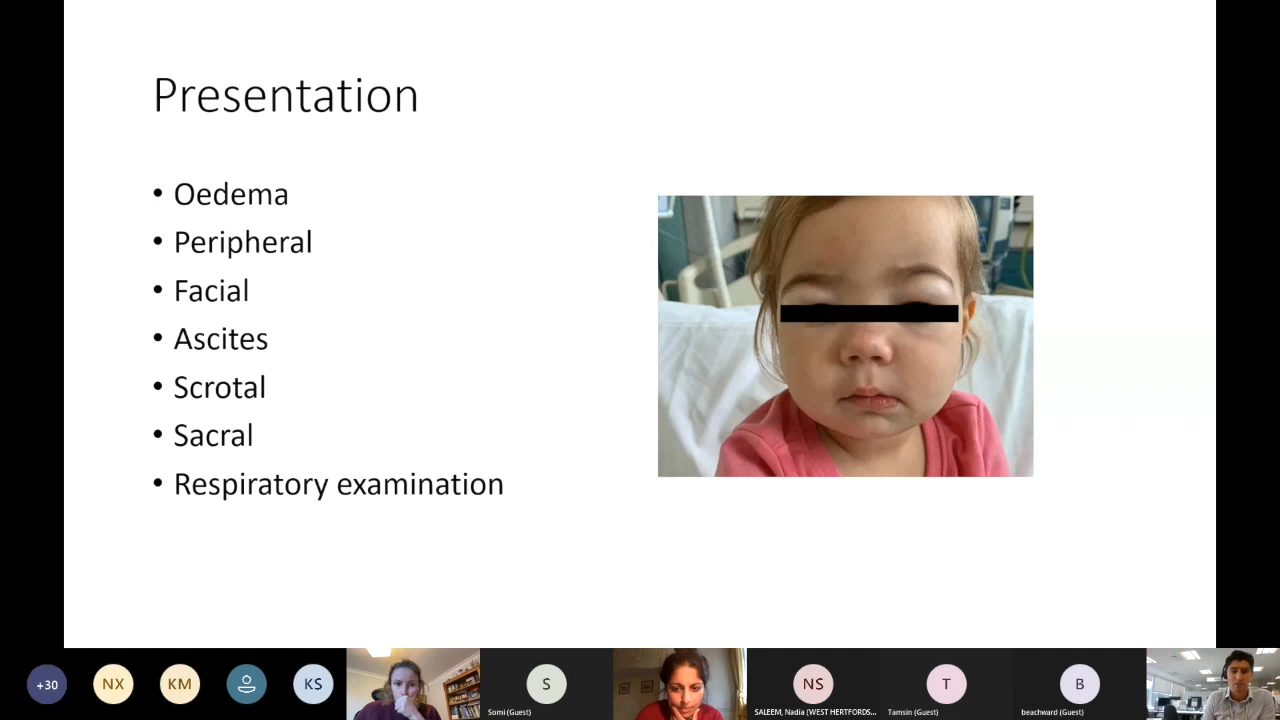 Presentation
• Oedema
• Peripheral
• Facial
• Ascites
• Scrotal
• Sacral
• Respiratory examination
+30
NX
KM
KS
S
Somi (Guest)
NS
SALEEM, Nadia (WEST HERTFORDS...
T
Tamsin (Guest)
B
beachward (Guest)